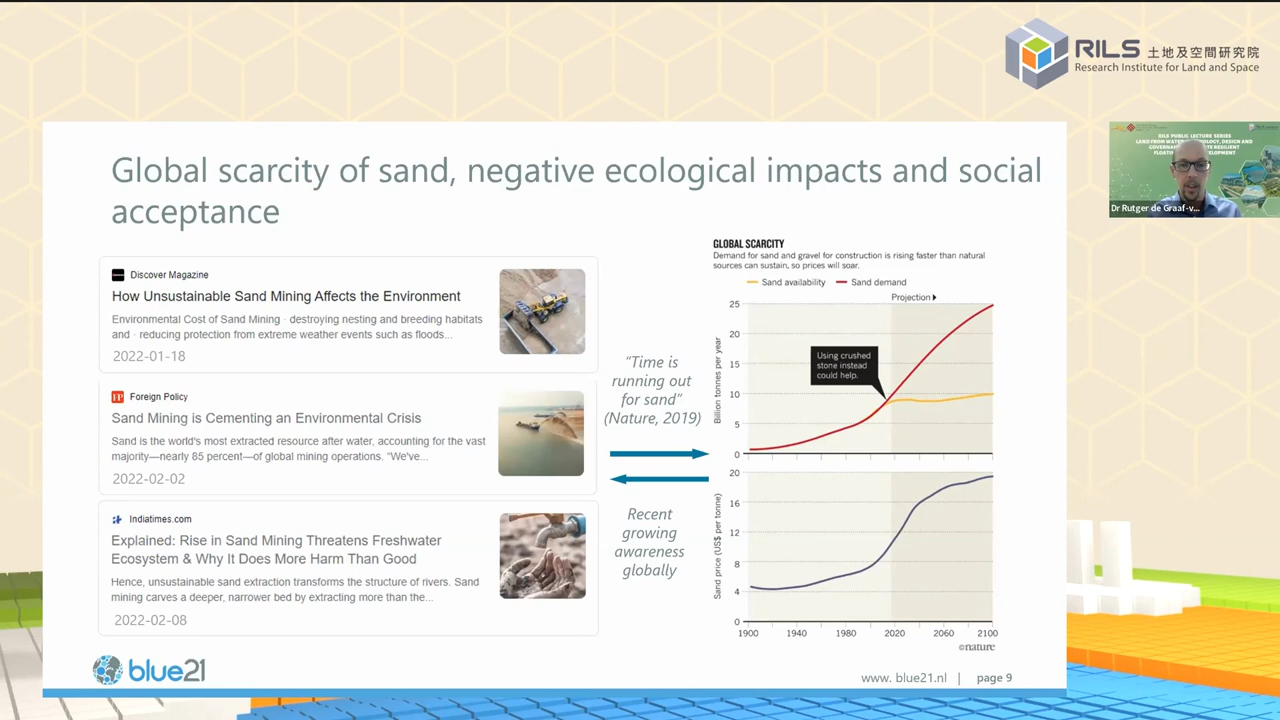 RILS 土地及空間研究院
Research Institute for Land and Space
RILS PUBLIC LECTURE SERIES
Dr Rutger de Graaf-v...
Global scarcity of sand, negative ecological impacts and social
acceptance
Discover Magazine
How Unsustainable Sand Mining Affects the Environment
Environmental Cost of Sand Mining · destroying nesting and breeding habitats
and · reducing protection from extreme weather events such as floods...
2022-01-18
FP Foreign Policy
Sand Mining is Cementing an Environmental Crisis
Sand is the world's most extracted resource after water, accounting for the vast
majority—nearly 85 percent—of global mining operations. "We've...
2022-02-02
Indiatimes.com
Explained: Rise in Sand Mining Threatens Freshwater
Ecosystem & Why It Does More Harm Than Good
Hence, unsustainable sand extraction transforms the structure of rivers. Sand
mining carves a deeper, narrower bed by extracting more than the...
2022-02-08
"Time is
running out
for sand"
(Nature, 2019)
Recent
growing
awareness
globally
GLOBAL SCARCITY
Demand for sand and gravel for construction is rising faster than natural
sources can sustain, so prices will soar.
Sand availability Sand demand
Projection
25
20
15
10
5
0
Billion tonnes per year
Using crushed
stone instead
could help.
20
16
12
8
4
0
Sand price (US$ per tonne)
1900 1940 1980 2020 2060 2100
©nature
blue21
www. blue21.nl | page 9